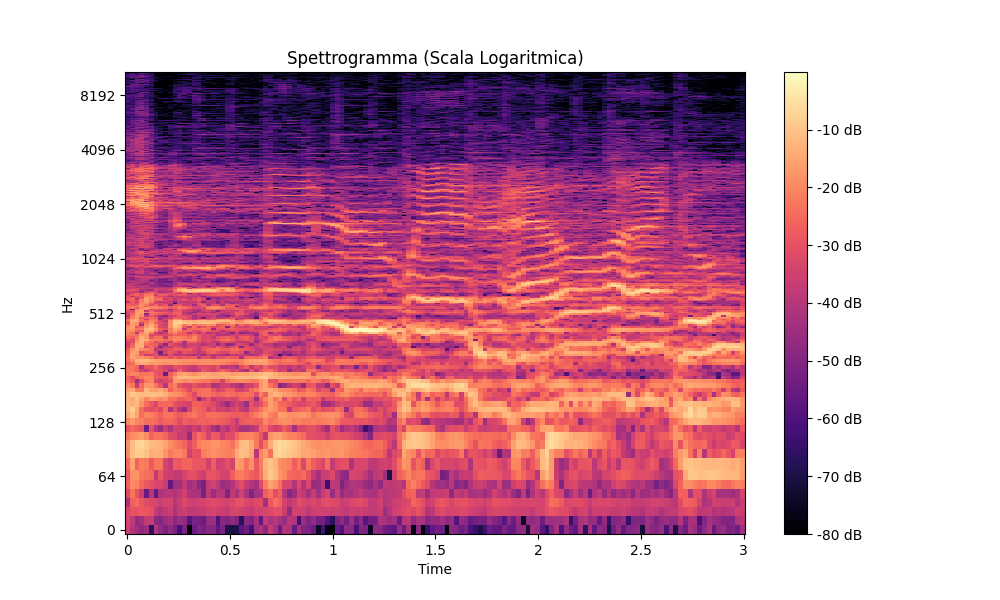 Spettrogramma (Scala Logaritmica)
8192
4096
2048
1024
512
256
128
64
0
Hz
0
0.5
1
1.5
2
2.5
3
Time
-10 dB
-20 dB
-30 dB
-40 dB
-50 dB
-60 dB
-70 dB
-80 dB